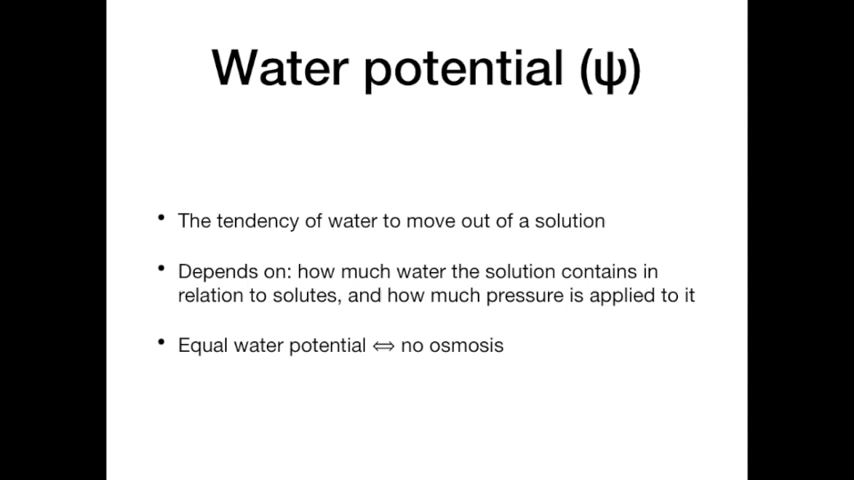 Water potential (ψ)
• The tendency of water to move out of a solution
• Depends on: how much water the solution contains in
relation to solutes, and how much pressure is applied to it
• Equal water potential ⟺ no osmosis